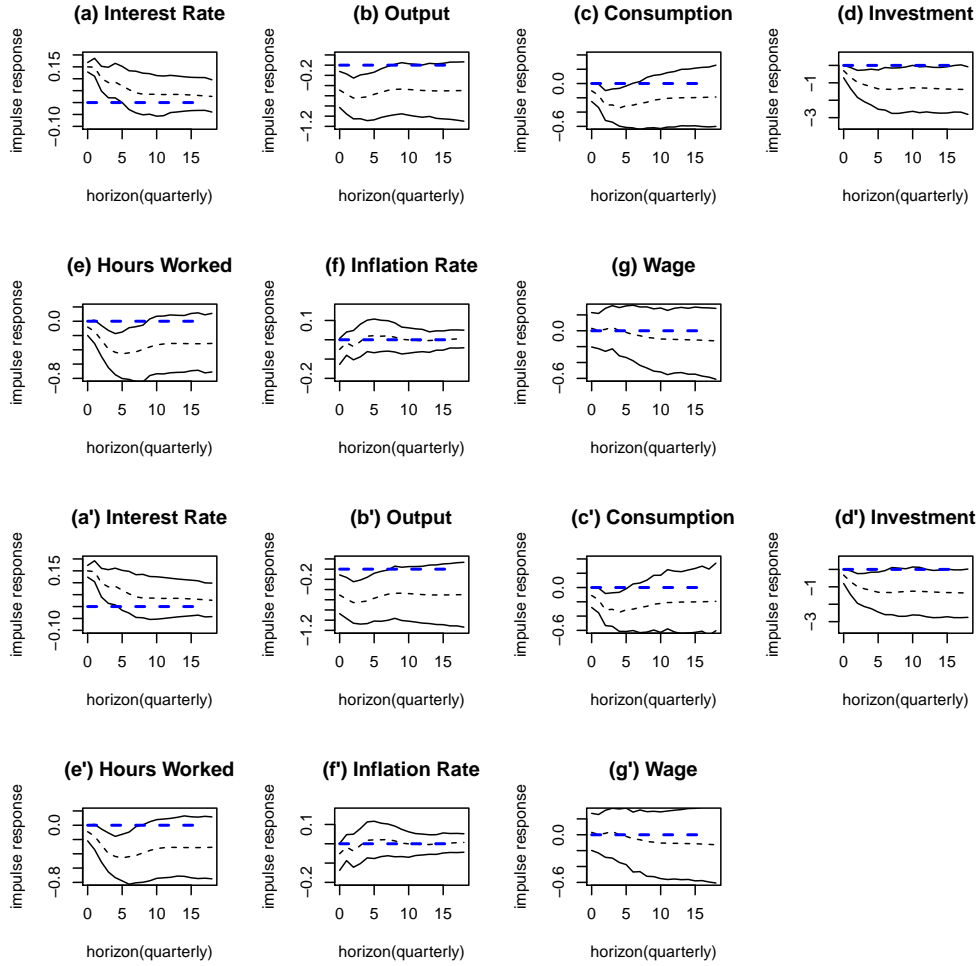 (a) Interest Rate
impulse response
0.15
−0.10
0 5 10 15
horizon(quarterly)
(b) Output
impulse response
−0.2
−1.2
0 5 10 15
horizon(quarterly)
(c) Consumption
impulse response
0.0
−0.6
0 5 10 15
horizon(quarterly)
(d) Investment
impulse response
−1
−3
0 5 10 15
horizon(quarterly)
(e) Hours Worked
impulse response
0.0
−0.8
0 5 10 15
horizon(quarterly)
(f) Inflation Rate
impulse response
0.1
−0.2
0 5 10 15
horizon(quarterly)
(g) Wage
impulse response
0.0
−0.6
0 5 10 15
horizon(quarterly)
(a') Interest Rate
impulse response
0.15
−0.10
0 5 10 15
horizon(quarterly)
(b') Output
impulse response
−0.2
−1.2
0 5 10 15
horizon(quarterly)
(c') Consumption
impulse response
0.0
−0.6
0 5 10 15
horizon(quarterly)
(d') Investment
impulse response
−1
−3
0 5 10 15
horizon(quarterly)
(e') Hours Worked
impulse response
0.0
−0.8
0 5 10 15
horizon(quarterly)
(f') Inflation Rate
impulse response
0.1
−0.2
0 5 10 15
horizon(quarterly)
(g') Wage
impulse response
0.0
−0.6
0 5 10 15
horizon(quarterly)